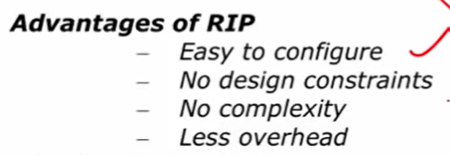 Advantages of RIP
– Easy to configure
– No design constraints
– No complexity
– Less overhead